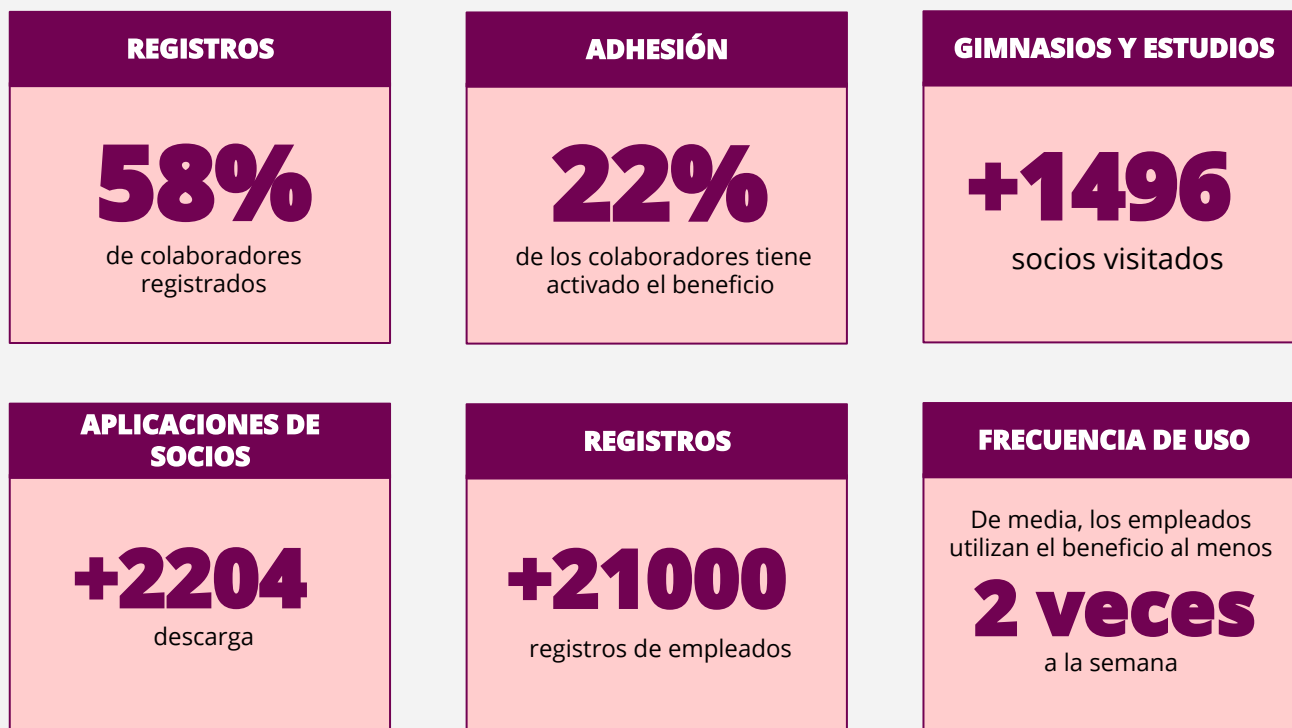 REGISTROS
58%
de colaboradores
registrados
ADHESIÓN
22%
de los colaboradores tiene
activado el beneficio
GIMNASIOS Y ESTUDIOS
+1496
socios visitados
APLICACIONES DE
SOCIOS
+2204
descarga
REGISTROS
+21000
registros de empleados
FRECUENCIA DE USO
De media, los empleados
utilizan el beneficio al menos
2 veces
a la semana